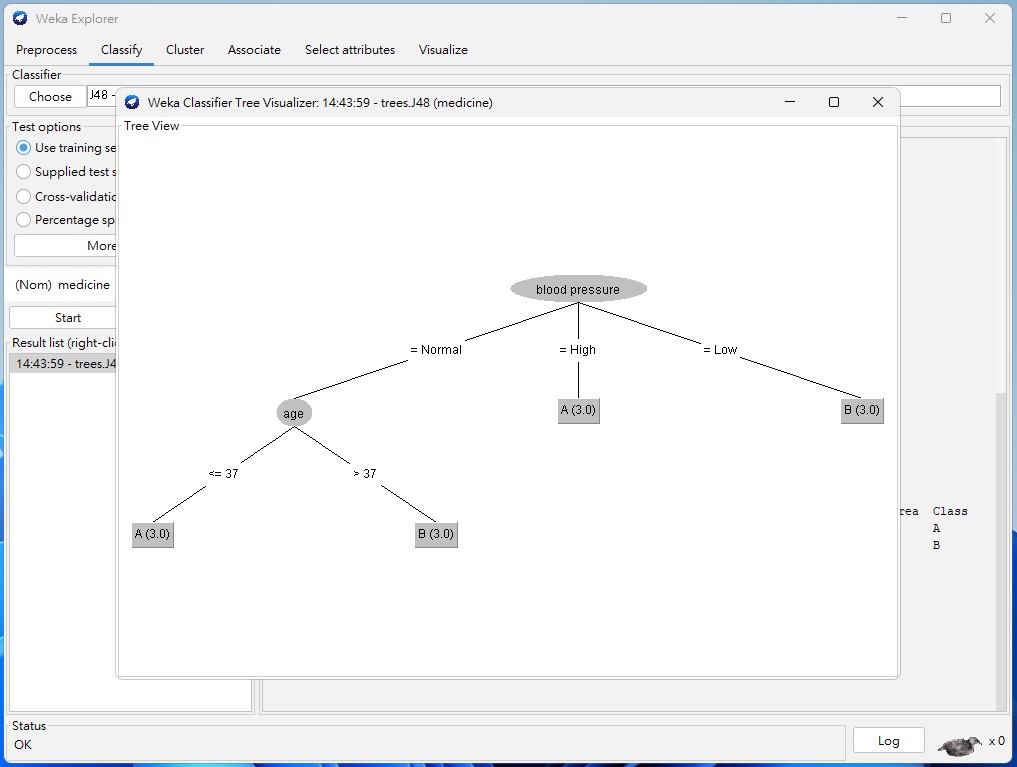 Weka Explorer
Preprocess Classify Cluster Associate Select attributes Visualize
Classifier
Choose J48 -
Weka Classifier Tree Visualizer: 14:43:59 - trees.J48 (medicine)
Tree View
Test options
Use training se
Supplied test s
Cross-validatic
Percentage sp
More
(Nom) medicine
Start
Result list (right-cli
14:43:59 - trees.J4
blood pressure
= Normal = High = Low
age A (3.0) B (3.0)
<= 37 > 37
A (3.0) B (3.0)
rea Class
A
B
Status
OK
Log x 0